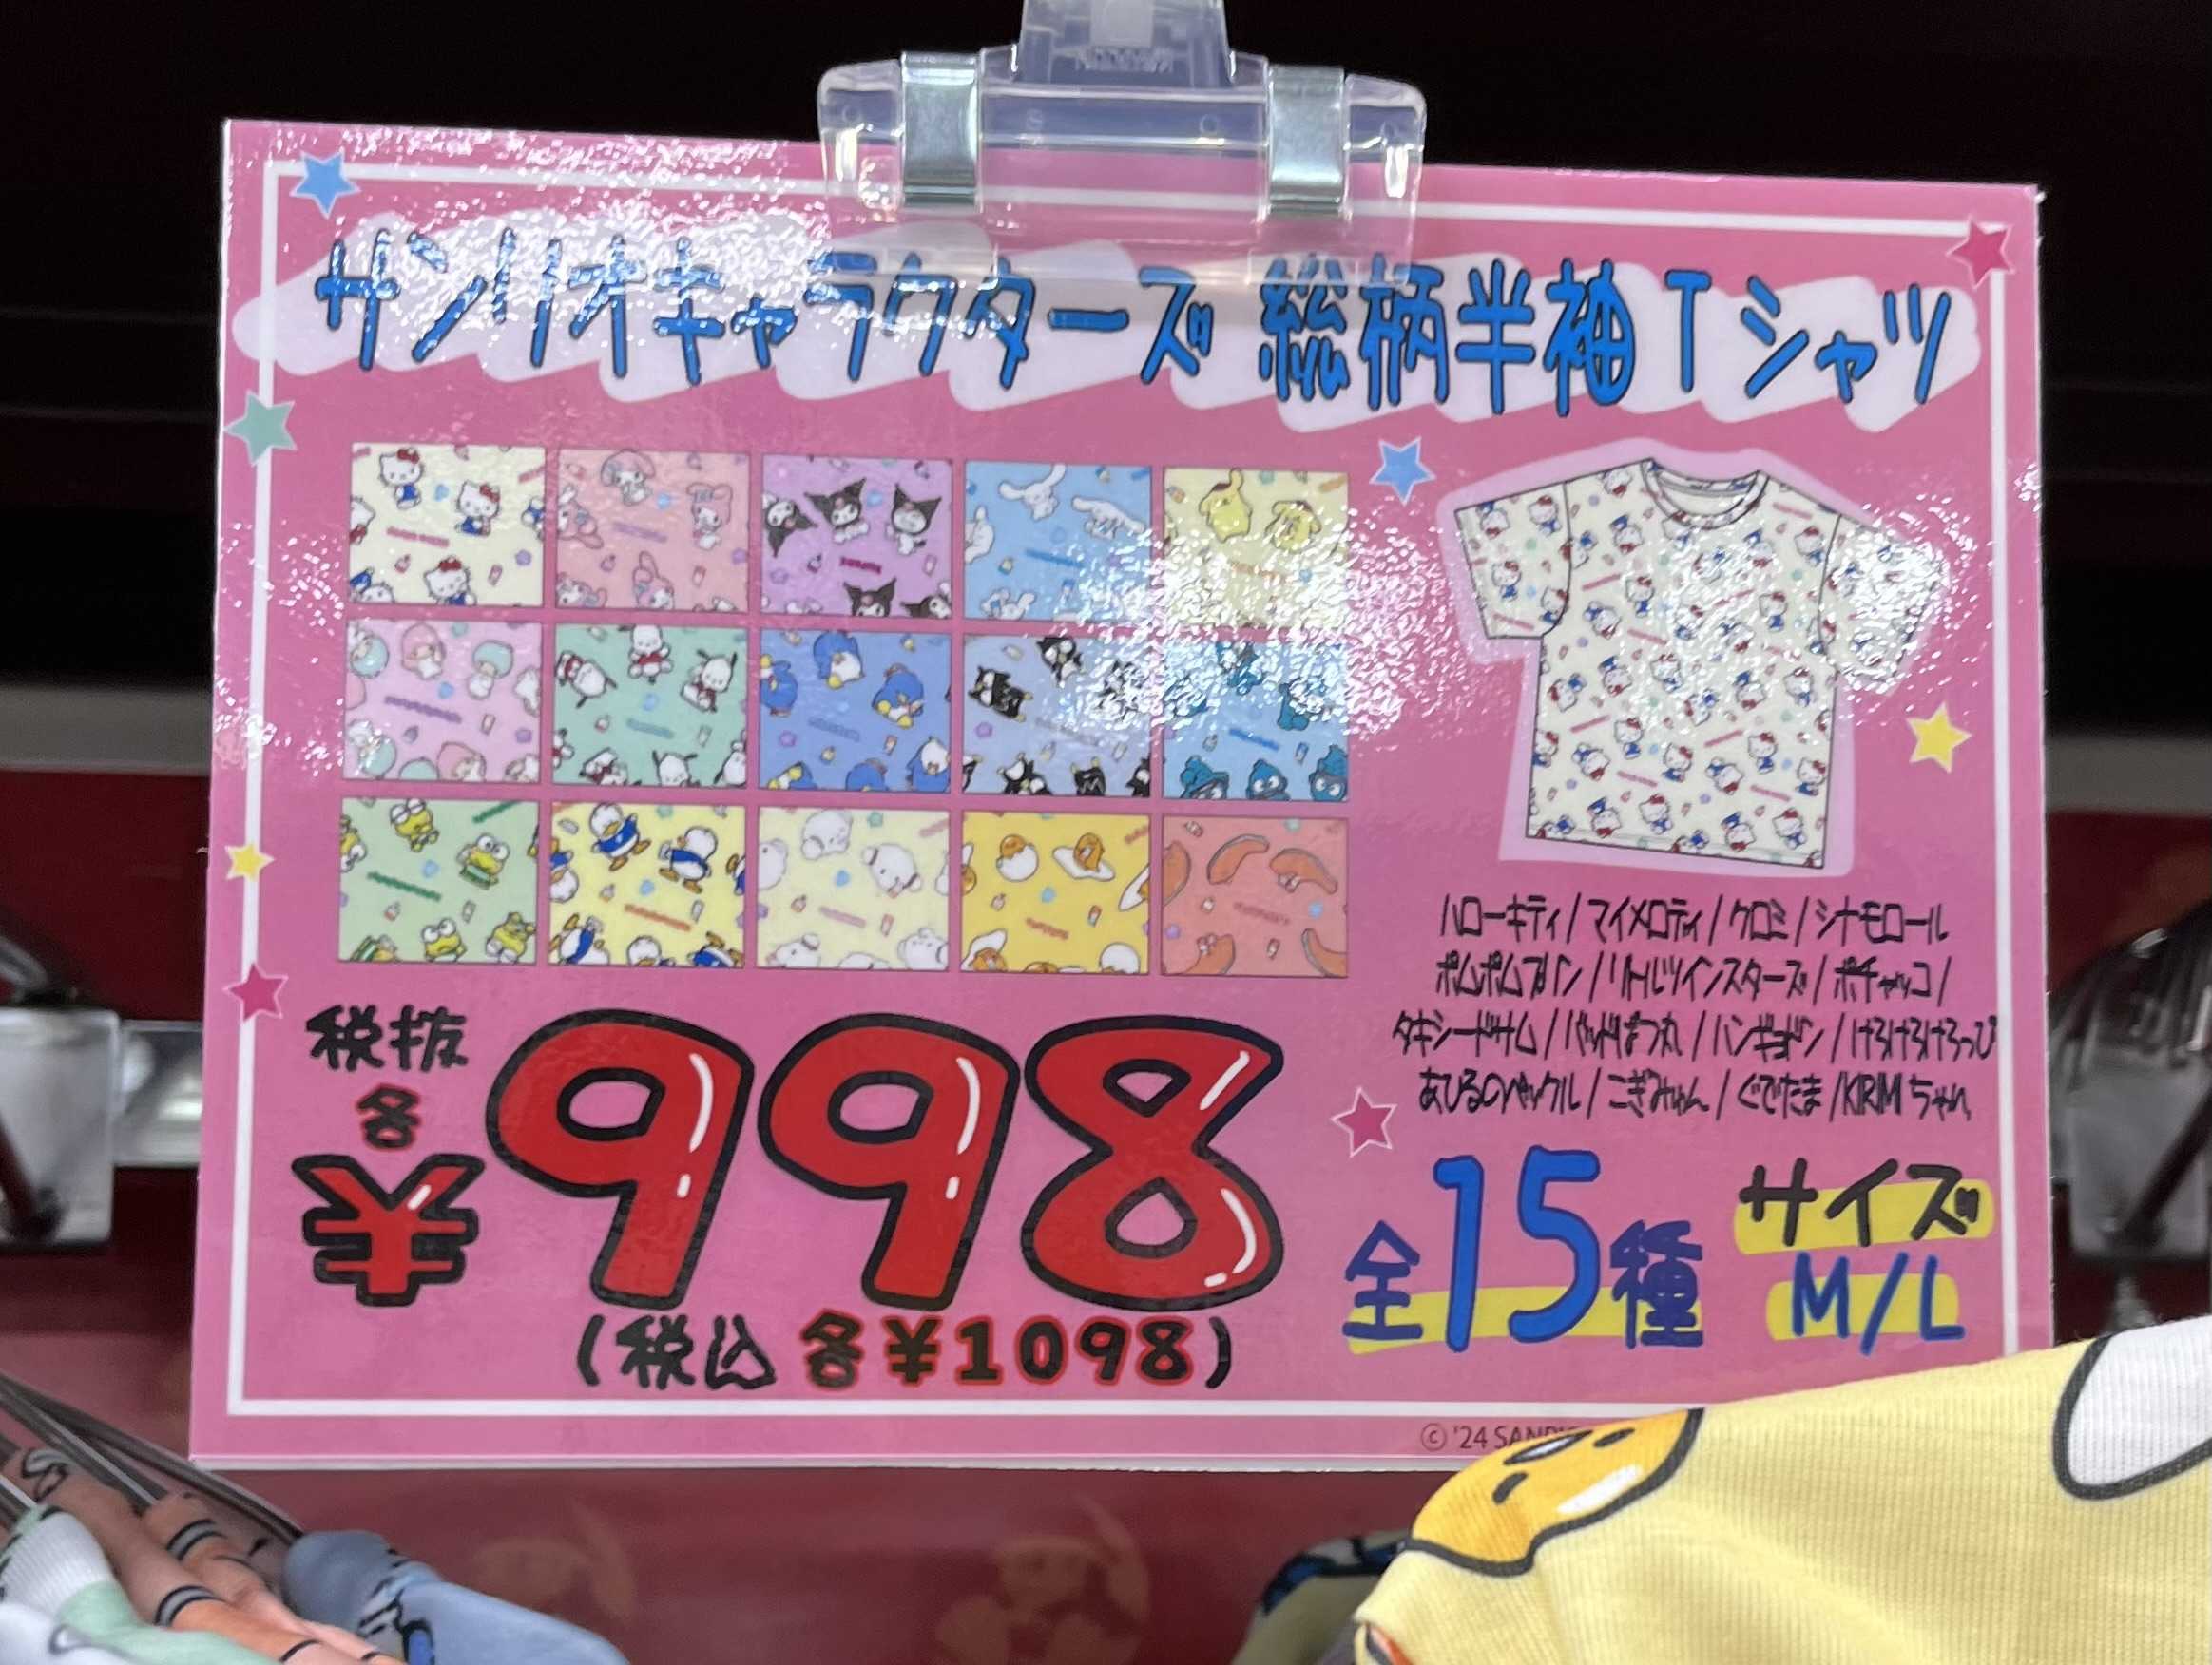 サンリオキャラクターズ 総柄半袖Tシャツ
ハローキティ/マイメロディ/クロミ/シナモロール
ポムポムプリン/リトルツインスターズ/ポチャッコ/
タキシードサム/バッドばつ丸/ハンギョドン/けろけろけろっぴ
あひるのペックル/こぎみゅん/ぐでたま/KIRIMIちゃん
税抜
各
¥998
(税込 各¥1098)
全15種
サイズ
M/L
© '24